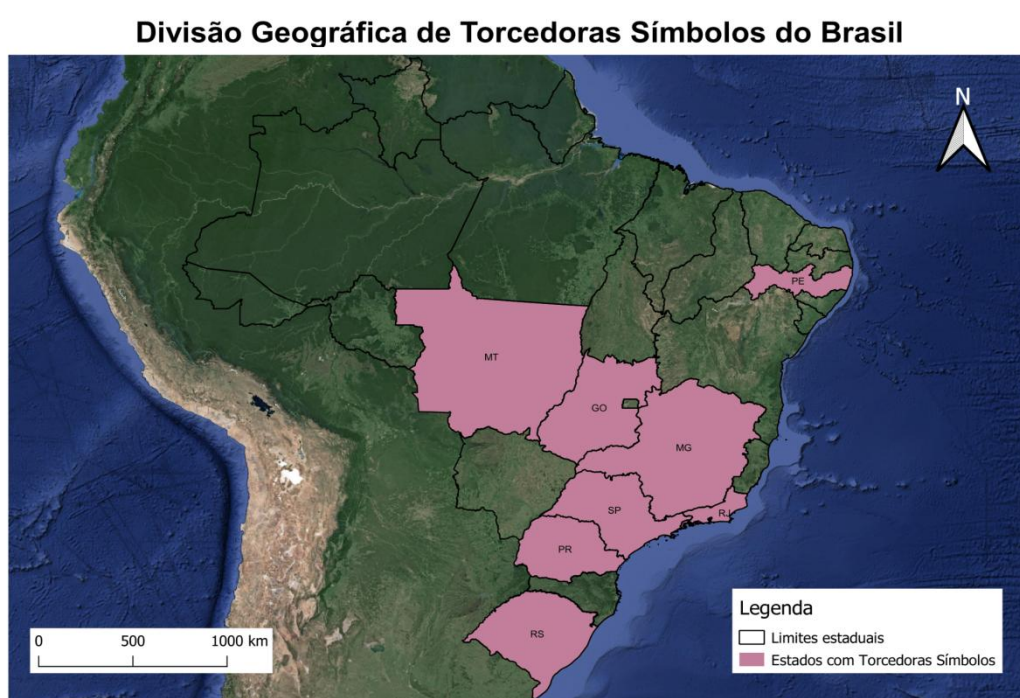 Divisão Geográfica de Torcedoras Símbolos do Brasil
N
PE
MT
GO
MG
SP
RJ
PR
RS
Legenda
Limites estaduais
Estados com Torcedoras Símbolos
0 500 1000 km